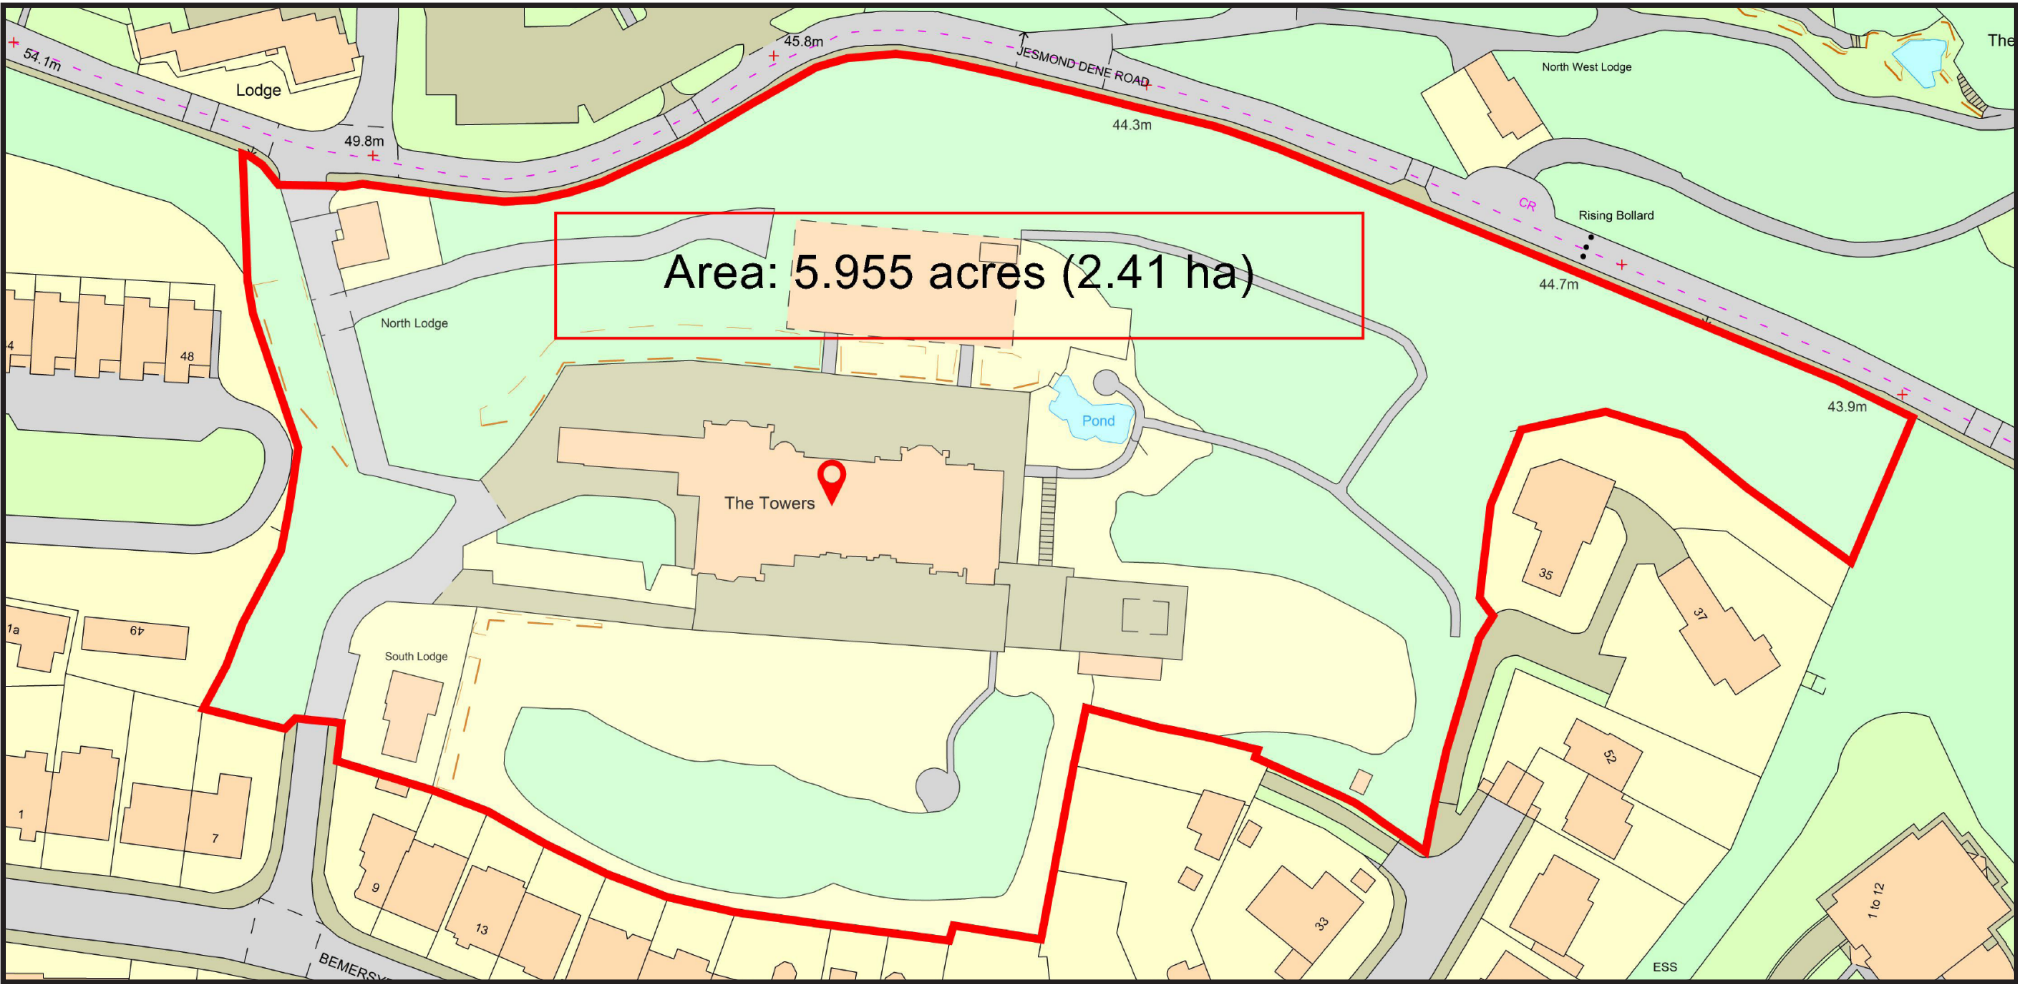 54.1m
Lodge
45.8m
JESMOND DENE ROAD
North West Lodge
The
49.8m
44.3m
CR
Rising Bollard
Area: 5.955 acres (2.41 ha)
44.7m
North Lodge
4
48
43.9m
Pond
The Towers
35
37
1a
49
South Lodge
52
1
7
9
13
33
1 to 12
BEMERSY
ESS